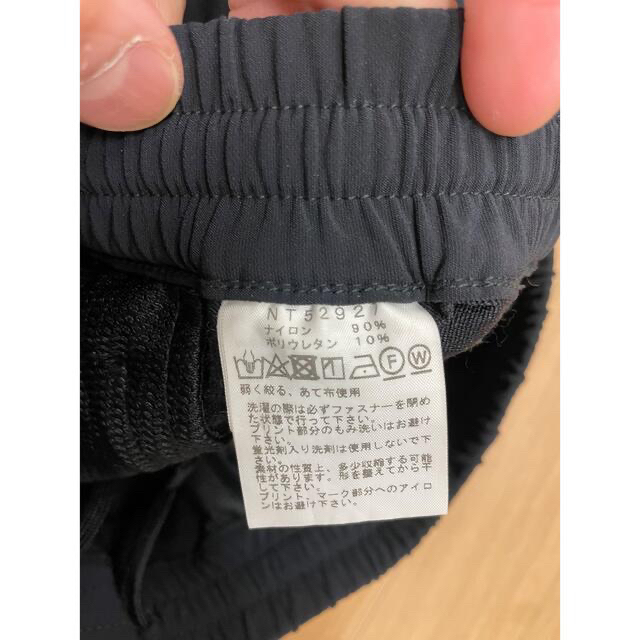 NT52927
ナイロン 90%
ポリウレタン 10%
F W
弱く絞る、あて布使用
洗濯の際は必ずファスナーを閉め
た状態で行って下さい。
プリント部分のもみ洗いはお避け
下さい。
蛍光剤入り洗剤は使用しないで下
さい。
素材の性質上、多少収縮する可能
性があります。形を整えてから干
して下さい。
プリント、マーク部分へのアイロ
ンはお避け下さい。